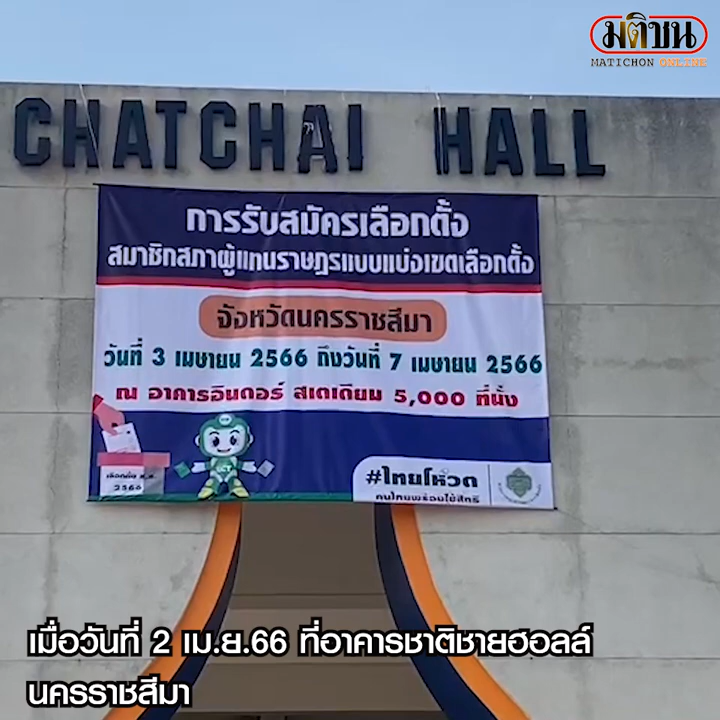 มติชน
MATICHON ONLINE
CHATCHAI HALL
การรับสมัครเลือกตั้ง
สมาชิกสภาผู้แทนราษฎรแบบแบ่งเขตเลือกตั้ง
จังหวัดนครราชสีมา
วันที่ 3 เมษายน 2566 ถึงวันที่ 7 เมษายน 2566
ณ อาคารอินดอร์ สเตเดียม 5,000 ที่นั่ง
เลือกตั้ง ส.ส.
2566
#ไทยโหวต
คนไทยพร้อมใช้สิทธิ
เมื่อวันที่ 2 เม.ย.66 ที่อาคารชาติชายฮอลล์
นครราชสีมา